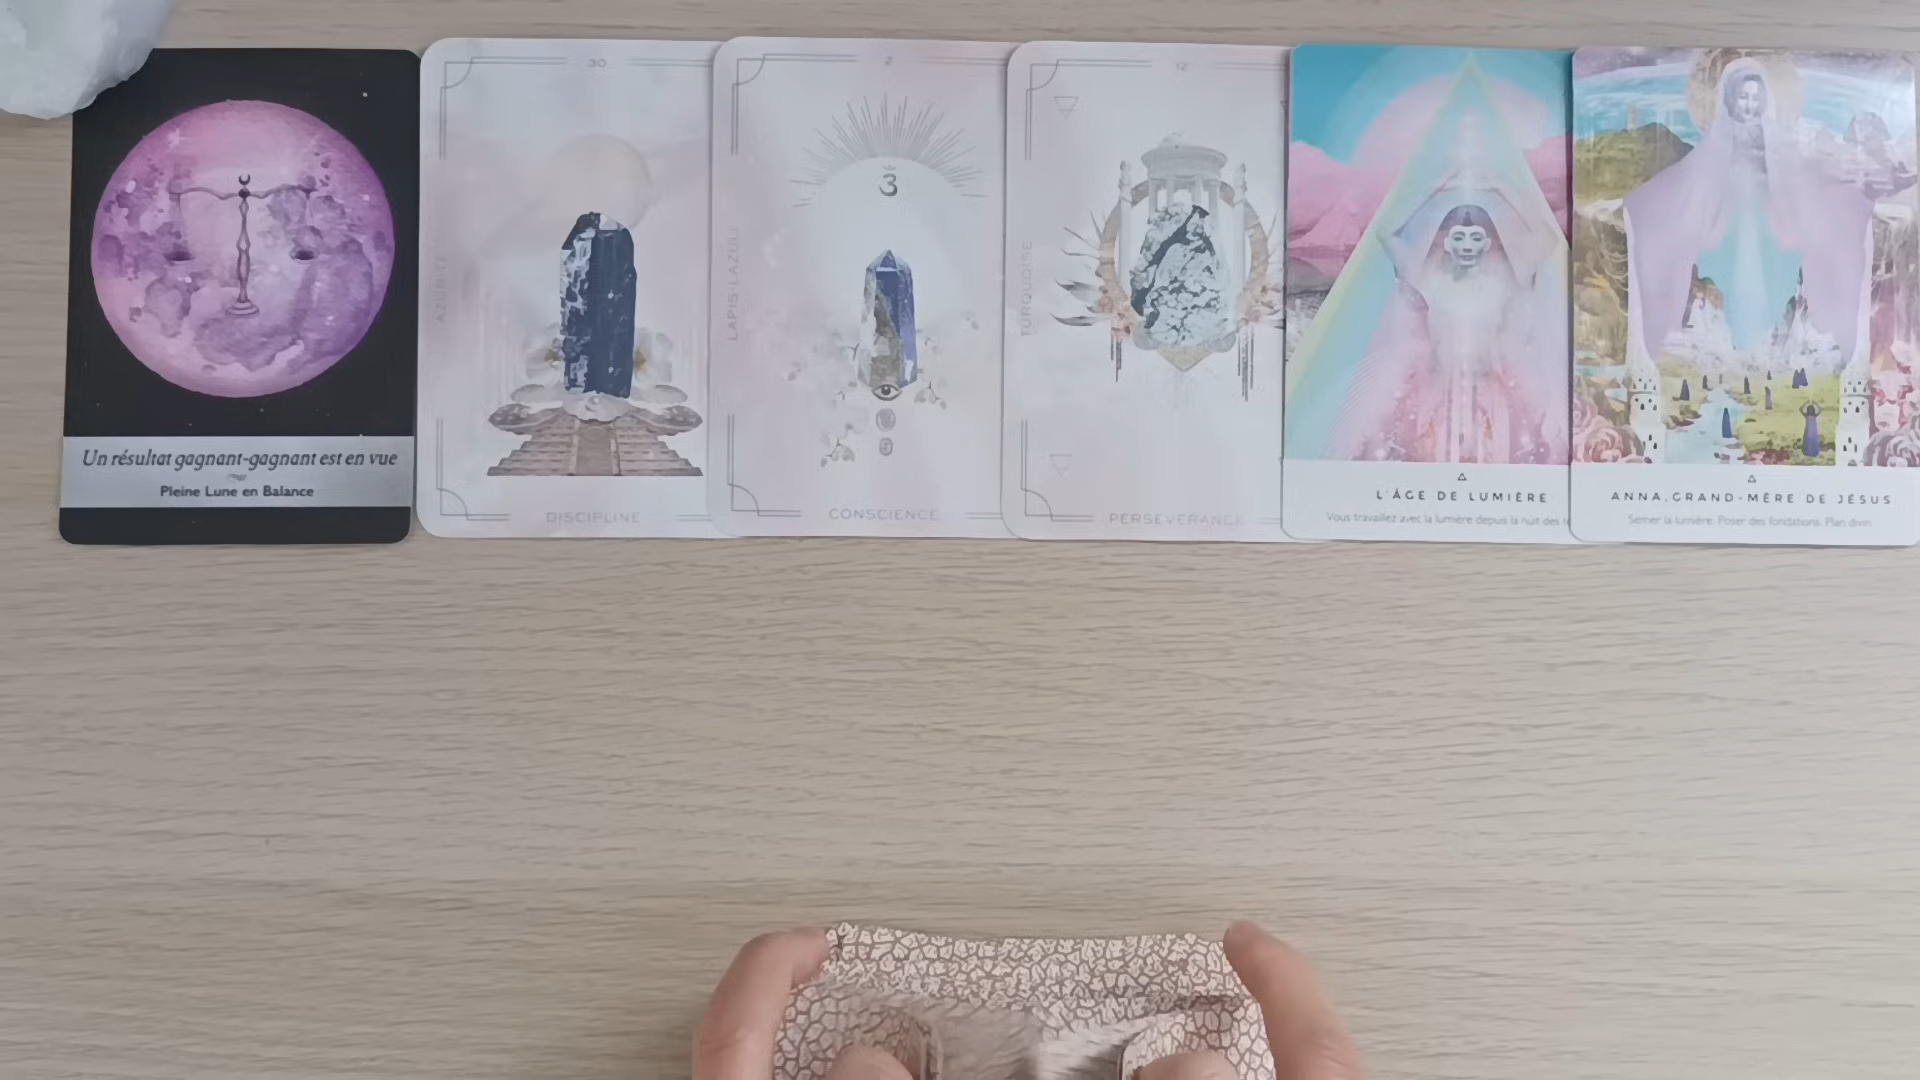 Un résultat gagnant-gagnant est en vue
Pleine Lune en Balance
30
AZURITE
DISCIPLINE
2
3
LAPIS-LAZULI
CONSCIENCE
12
TURQUOISE
PERSÉVÉRANCE
L'ÂGE DE LUMIÈRE
Vous travaillez avec la lumière depuis la nuit des
ANNA, GRAND-MÈRE DE JÉSUS
Semer la lumière. Poser des fondations. Plan divin.